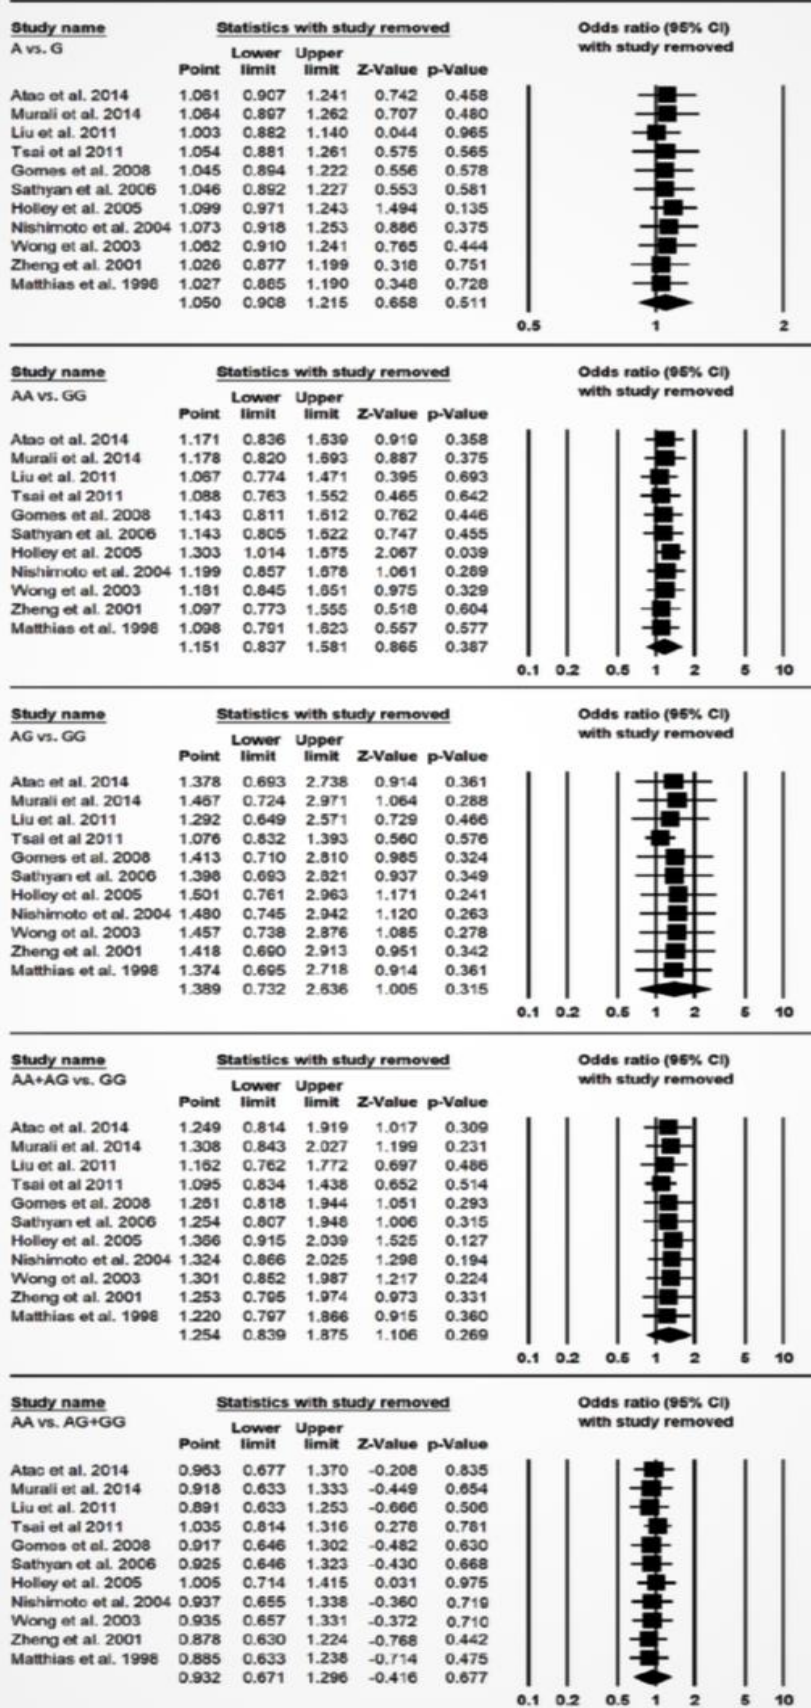 Study name Statistics with study removed Odds ratio (95% CI)
A vs. G with study removed
Lower Upper
Point limit limit Z-Value p-Value
Atac et al. 2014 1.061 0.907 1.241 0.742 0.458
Murali et al. 2014 1.064 0.897 1.262 0.707 0.480
Liu et al. 2011 1.003 0.882 1.140 0.044 0.965
Tsai et al 2011 1.054 0.881 1.261 0.575 0.565
Gomes et al. 2008 1.045 0.894 1.222 0.556 0.578
Sathyan et al. 2006 1.046 0.892 1.227 0.553 0.581
Holley et al. 2005 1.099 0.971 1.243 1.494 0.135
Nishimoto et al. 2004 1.073 0.918 1.253 0.886 0.375
Wong et al. 2003 1.062 0.910 1.241 0.765 0.444
Zheng et al. 2001 1.026 0.877 1.199 0.318 0.751
Matthias et al. 1998 1.027 0.885 1.190 0.348 0.728
1.050 0.908 1.215 0.658 0.511
0.5 1 2
Study name Statistics with study removed Odds ratio (95% CI)
AA vs. GG with study removed
Lower Upper
Point limit limit Z-Value p-Value
Atac et al. 2014 1.171 0.836 1.639 0.919 0.358
Murali et al. 2014 1.178 0.820 1.693 0.887 0.375
Liu et al. 2011 1.067 0.774 1.471 0.395 0.693
Tsai et al 2011 1.088 0.763 1.552 0.465 0.642
Gomes et al. 2008 1.143 0.811 1.612 0.762 0.446
Sathyan et al. 2006 1.143 0.805 1.622 0.747 0.455
Holley et al. 2005 1.303 1.014 1.675 2.067 0.039
Nishimoto et al. 2004 1.199 0.857 1.678 1.061 0.289
Wong et al. 2003 1.181 0.845 1.651 0.975 0.329
Zheng et al. 2001 1.097 0.773 1.555 0.518 0.604
Matthias et al. 1998 1.098 0.791 1.523 0.557 0.577
1.151 0.837 1.581 0.865 0.387
0.1 0.2 0.5 1 2 5 10
Study name Statistics with study removed Odds ratio (95% CI)
AG vs. GG with study removed
Lower Upper
Point limit limit Z-Value p-Value
Atac et al. 2014 1.378 0.693 2.738 0.914 0.361
Murali et al. 2014 1.467 0.724 2.971 1.064 0.288
Liu et al. 2011 1.292 0.649 2.571 0.729 0.466
Tsai et al 2011 1.076 0.832 1.393 0.560 0.576
Gomes et al. 2008 1.413 0.710 2.810 0.985 0.324
Sathyan et al. 2006 1.398 0.693 2.821 0.937 0.349
Holley et al. 2005 1.501 0.761 2.963 1.171 0.241
Nishimoto et al. 2004 1.480 0.745 2.942 1.120 0.263
Wong et al. 2003 1.457 0.738 2.876 1.085 0.278
Zheng et al. 2001 1.418 0.690 2.913 0.951 0.342
Matthias et al. 1998 1.374 0.695 2.718 0.914 0.361
1.389 0.732 2.636 1.005 0.315
0.1 0.2 0.5 1 2 5 10
Study name Statistics with study removed Odds ratio (95% CI)
AA+AG vs. GG with study removed
Lower Upper
Point limit limit Z-Value p-Value
Atac et al. 2014 1.249 0.814 1.919 1.017 0.309
Murali et al. 2014 1.308 0.843 2.027 1.199 0.231
Liu et al. 2011 1.162 0.762 1.772 0.697 0.486
Tsai et al 2011 1.095 0.834 1.438 0.652 0.514
Gomes et al. 2008 1.261 0.818 1.944 1.051 0.293
Sathyan et al. 2006 1.254 0.807 1.948 1.006 0.315
Holley et al. 2005 1.366 0.915 2.039 1.525 0.127
Nishimoto et al. 2004 1.324 0.866 2.025 1.298 0.194
Wong et al. 2003 1.301 0.852 1.987 1.217 0.224
Zheng et al. 2001 1.253 0.795 1.974 0.973 0.331
Matthias et al. 1998 1.220 0.797 1.866 0.915 0.360
1.254 0.839 1.875 1.106 0.269
0.1 0.2 0.5 1 2 5 10
Study name Statistics with study removed Odds ratio (95% CI)
AA vs. AG+GG with study removed
Lower Upper
Point limit limit Z-Value p-Value
Atac et al. 2014 0.963 0.677 1.370 -0.208 0.835
Murali et al. 2014 0.918 0.633 1.333 -0.449 0.654
Liu et al. 2011 0.891 0.633 1.253 -0.666 0.506
Tsai et al 2011 1.035 0.814 1.316 0.278 0.781
Gomes et al. 2008 0.917 0.646 1.302 -0.482 0.630
Sathyan et al. 2006 0.925 0.646 1.323 -0.430 0.668
Holley et al. 2005 1.005 0.714 1.415 0.031 0.975
Nishimoto et al. 2004 0.937 0.655 1.338 -0.360 0.719
Wong et al. 2003 0.935 0.657 1.331 -0.372 0.710
Zheng et al. 2001 0.878 0.630 1.224 -0.768 0.442
Matthias et al. 1998 0.885 0.633 1.238 -0.714 0.475
0.932 0.671 1.296 -0.416 0.677
0.1 0.2 0.5 1 2 5 10